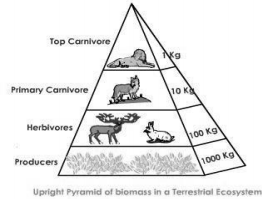 Top Carnivore
1 Kg
Primary Carnivore
10 Kg
Herbivores
100 Kg
Producers
1000 Kg
Upright Pyramid of biomass in a Terrestrial Ecosystem